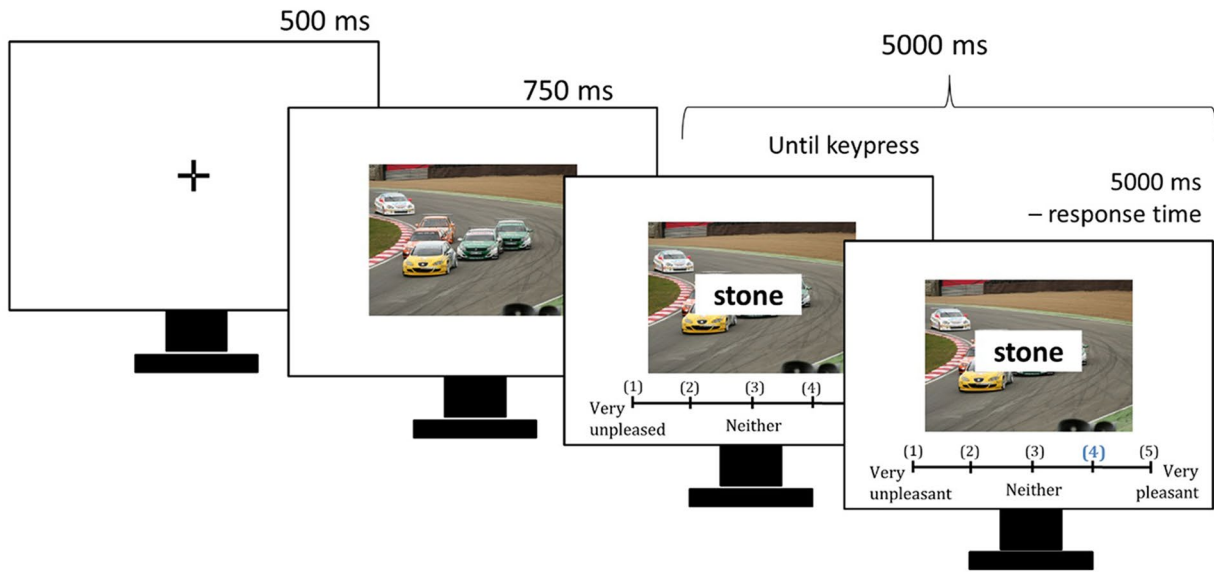 500 ms
750 ms
5000 ms
Until keypress
5000 ms
– response time
stone
(1) (2) (3) (4)
Very
unpleased
Neither
stone
(1) (2) (3) (4) (5)
Very
unpleasant
Neither
Very
pleasant